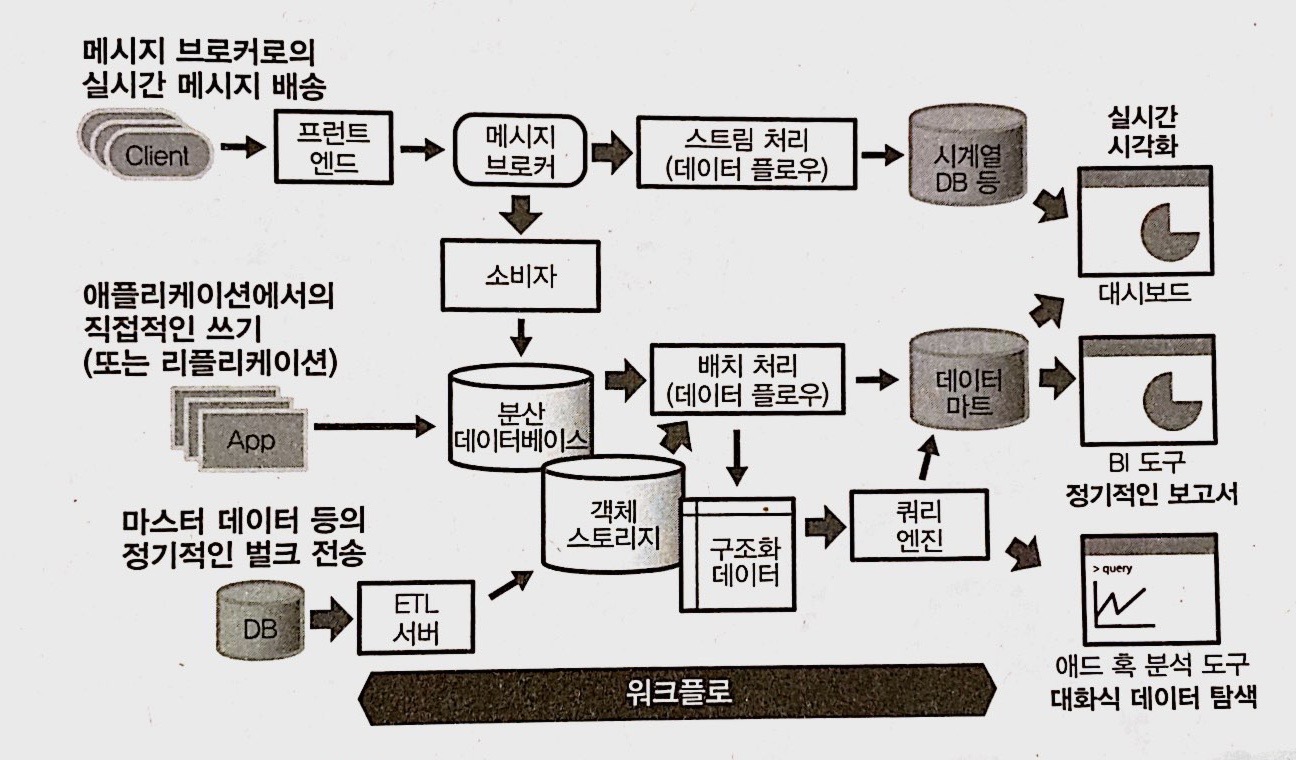 메시지 브로커로의
실시간 메시지 배송
Client
프런트
엔드
메시지
브로커
스트림 처리
(데이터 플로우)
시계열
DB 등
실시간
시각화
대시보드
소비자
애플리케이션에서의
직접적인 쓰기
(또는 리플리케이션)
App
분산
데이터베이스
배치 처리
(데이터 플로우)
데이터
마트
BI 도구
정기적인 보고서
마스터 데이터 등의
정기적인 벌크 전송
DB
ETL
서버
객체
스토리지
구조화
데이터
쿼리
엔진
> query
애드 혹 분석 도구
대화식 데이터 탐색
워크플로